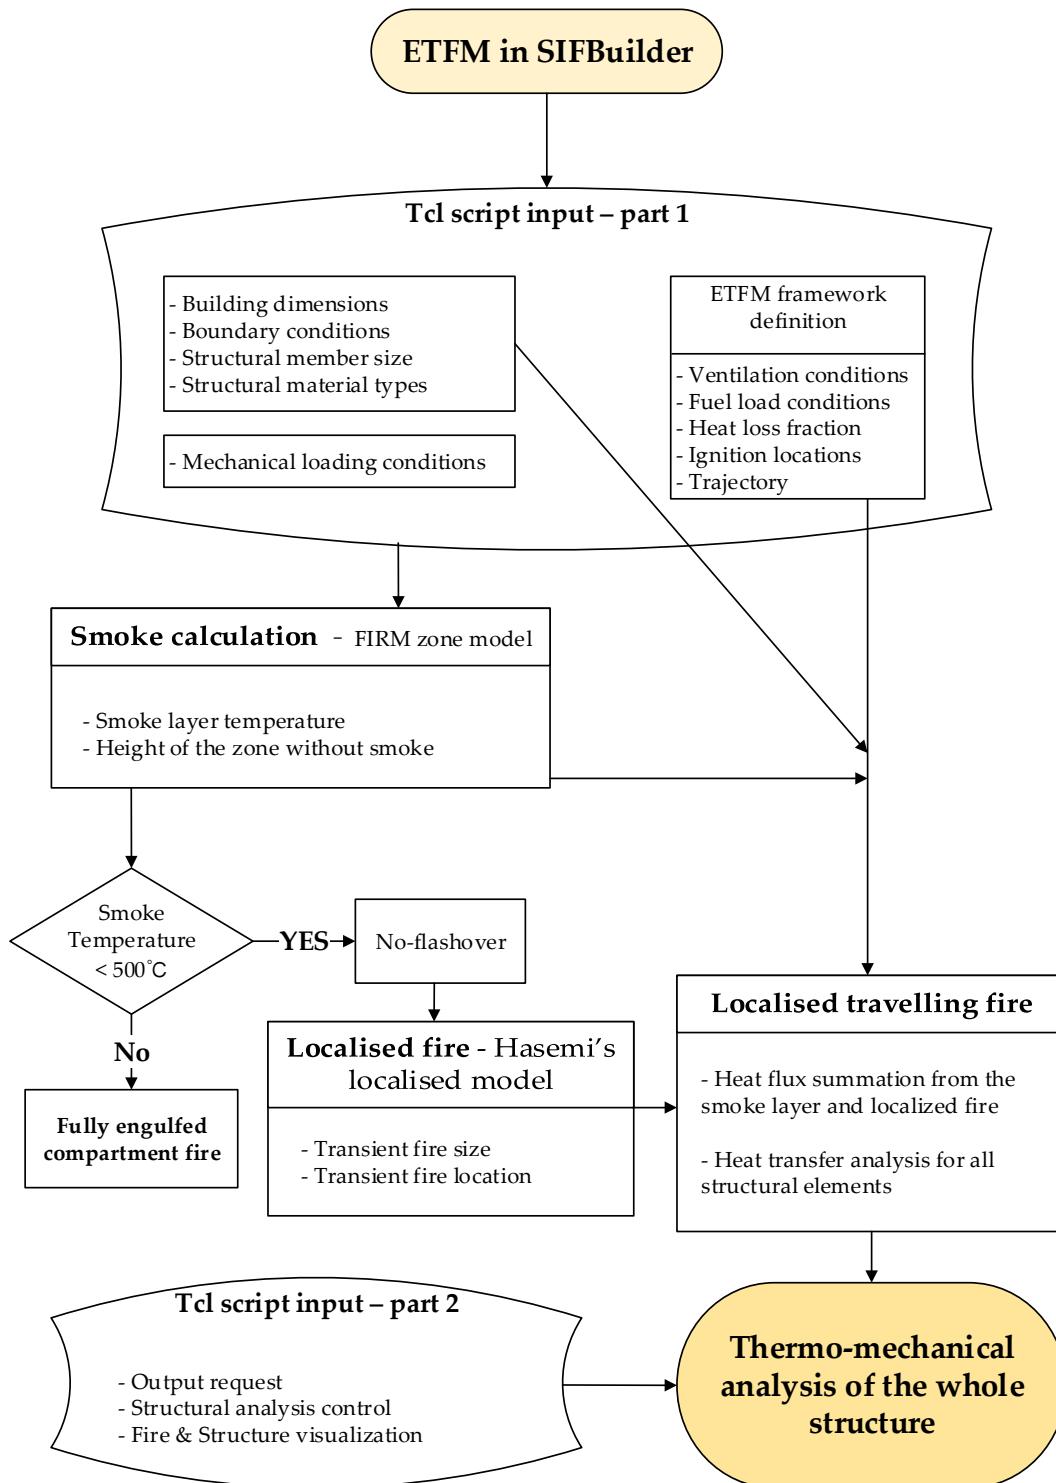 ETFM in SIFBuilder
Tcl script input – part 1
- Building dimensions
- Boundary conditions
- Structural member size
- Structural material types
- Mechanical loading conditions
ETFM framework
definition
- Ventilation conditions
- Fuel load conditions
- Heat loss fraction
- Ignition locations
- Trajectory
Smoke calculation - FIRM zone model
- Smoke layer temperature
- Height of the zone without smoke
Smoke
Temperature
< 500°C
YES
No-flashover
No
Fully engulfed
compartment fire
Localised fire - Hasemi's
localised model
- Transient fire size
- Transient fire location
Localised travelling fire
- Heat flux summation from the
smoke layer and localized fire
- Heat transfer analysis for all
structural elements
Tcl script input – part 2
- Output request
- Structural analysis control
- Fire & Structure visualization
Thermo-mechanical
analysis of the whole
structure